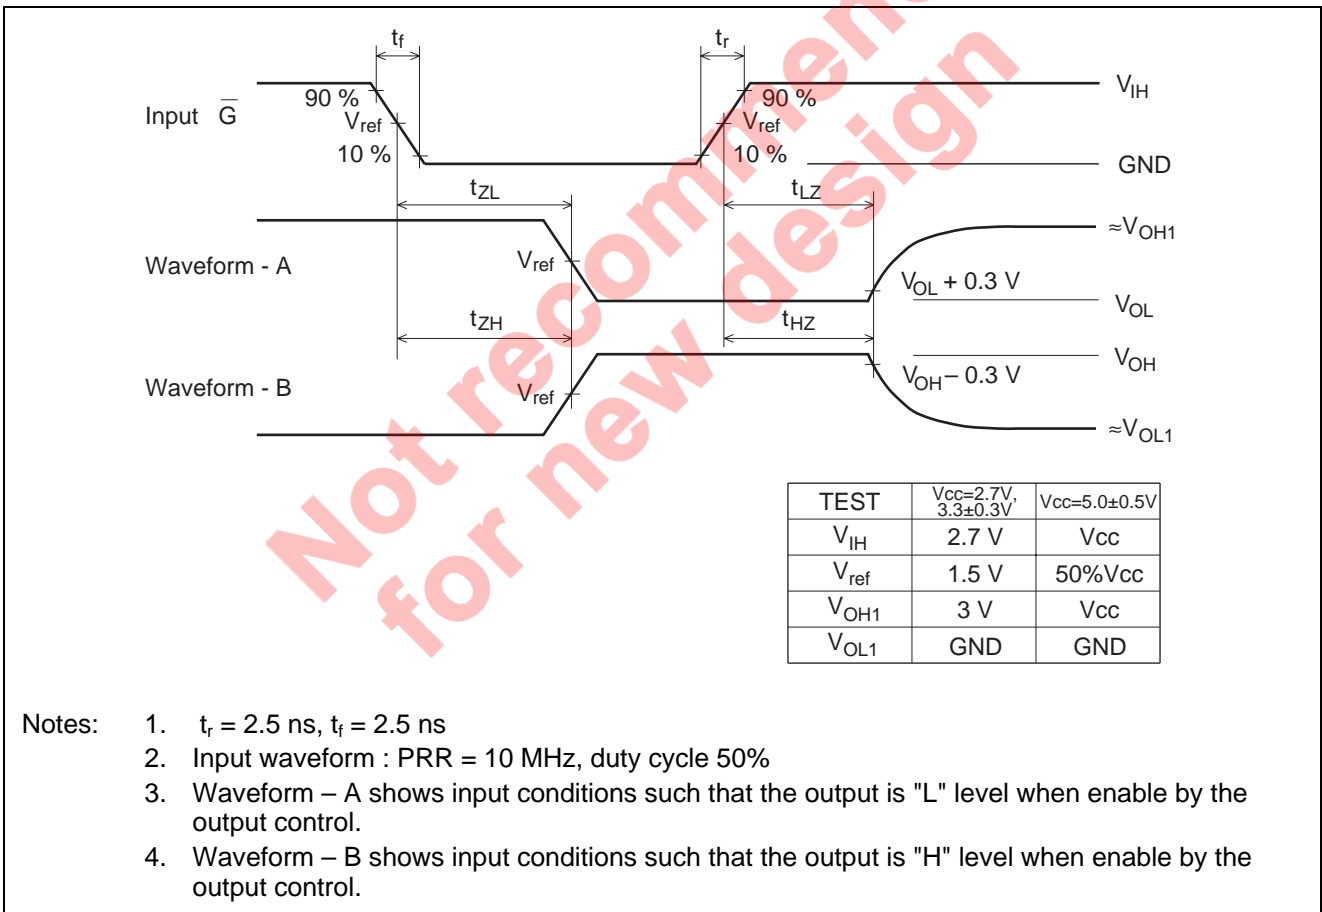 tf
tr
Input G̅
90 %
Vref
10 %
90 %
Vref
10 %
VIH
GND
tZL
tLZ
Waveform - A
Vref
VOL + 0.3 V
≈VOH1
VOL
tZH
tHZ
Waveform - B
Vref
VOH – 0.3 V
VOH
≈VOL1
TEST Vcc=2.7V, 3.3±0.3V Vcc=5.0±0.5V
VIH 2.7 V Vcc
Vref 1.5 V 50%Vcc
VOH1 3 V Vcc
VOL1 GND GND
Notes: 1. tr = 2.5 ns, tf = 2.5 ns
2. Input waveform : PRR = 10 MHz, duty cycle 50%
3. Waveform – A shows input conditions such that the output is "L" level when enable by the
output control.
4. Waveform – B shows input conditions such that the output is "H" level when enable by the
output control.
Not recommen
for new design